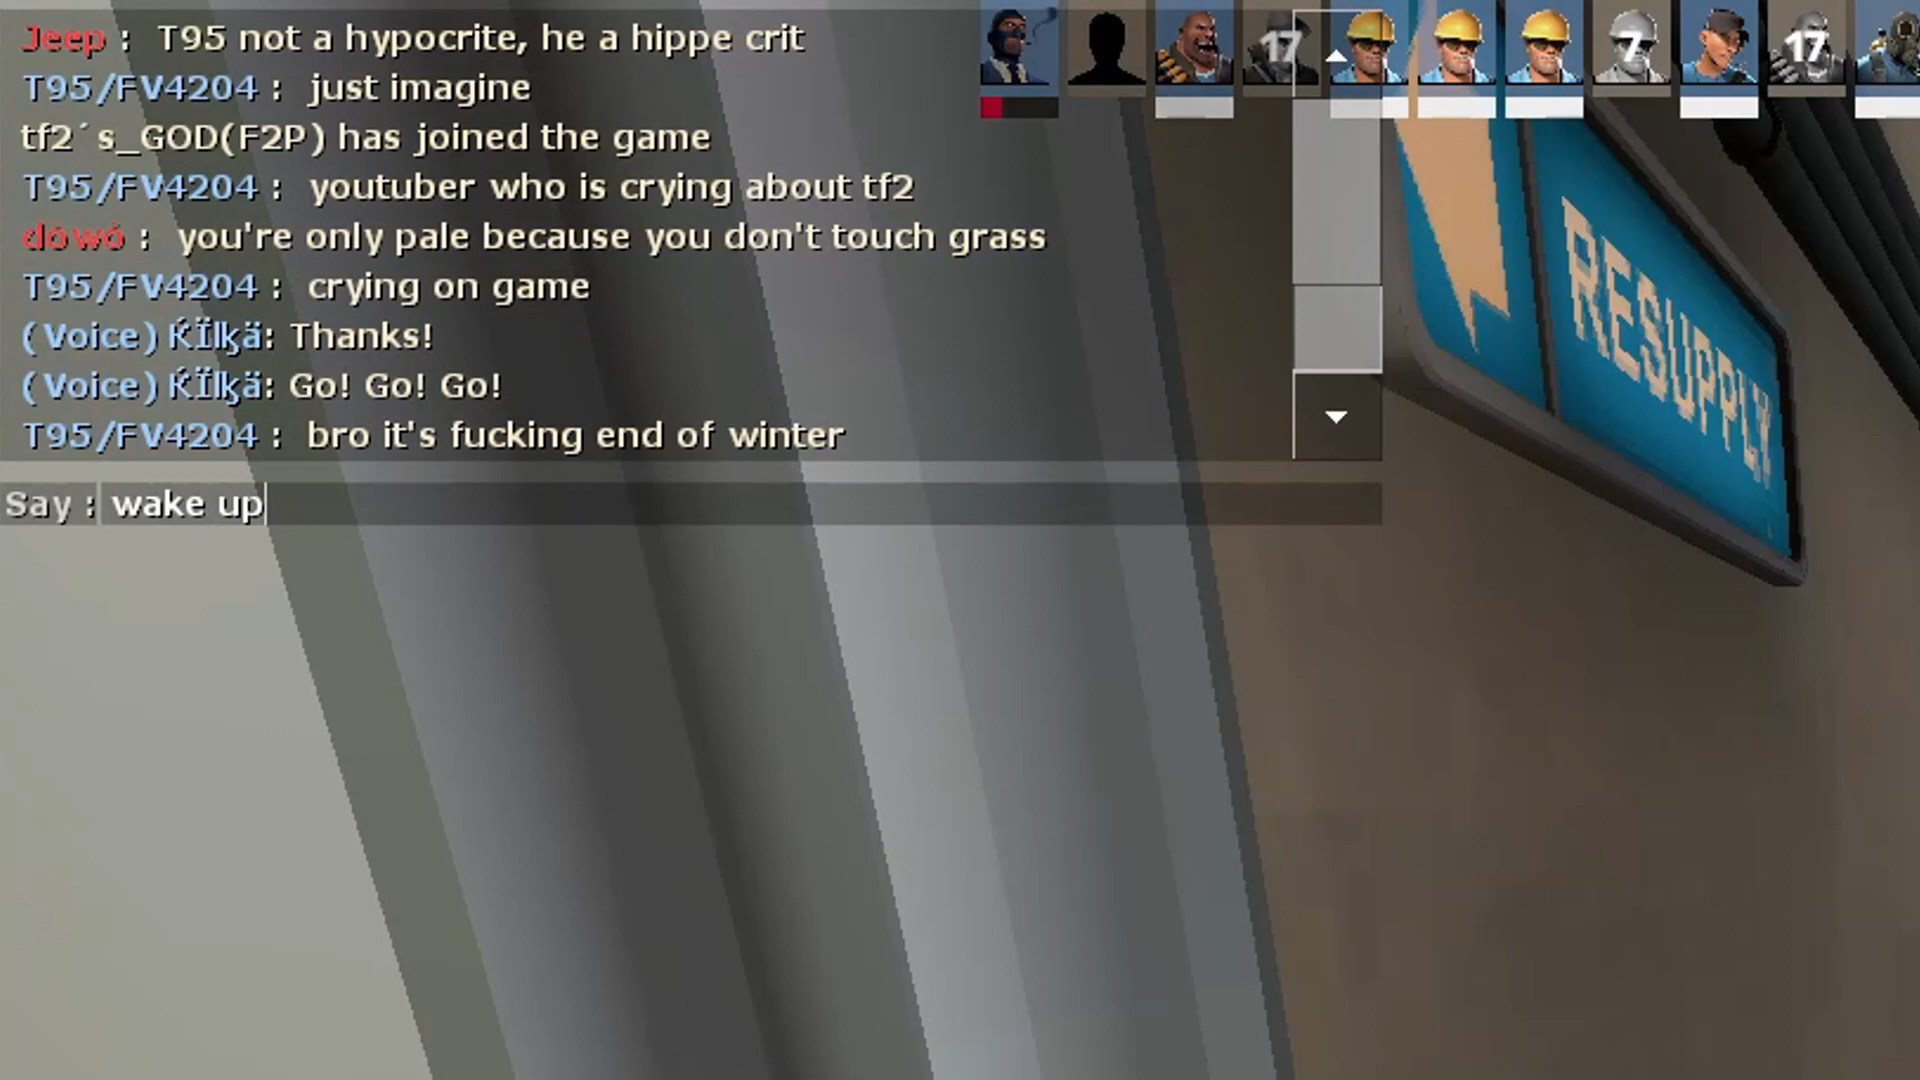 Jeep :  T95 not a hypocrite, he a hippe crit
T95/FV4204 :  just imagine
tf2´s_GOD(F2P) has joined the game
T95/FV4204 :  youtuber who is crying about tf2
dówó :  you're only pale because you don't touch grass
T95/FV4204 :  crying on game
(Voice) ЌÏlқä: Thanks!
(Voice) ЌÏlқä: Go! Go! Go!
T95/FV4204 :  bro it's fucking end of winter
Say : wake up
17
7
17
RESUPPLY